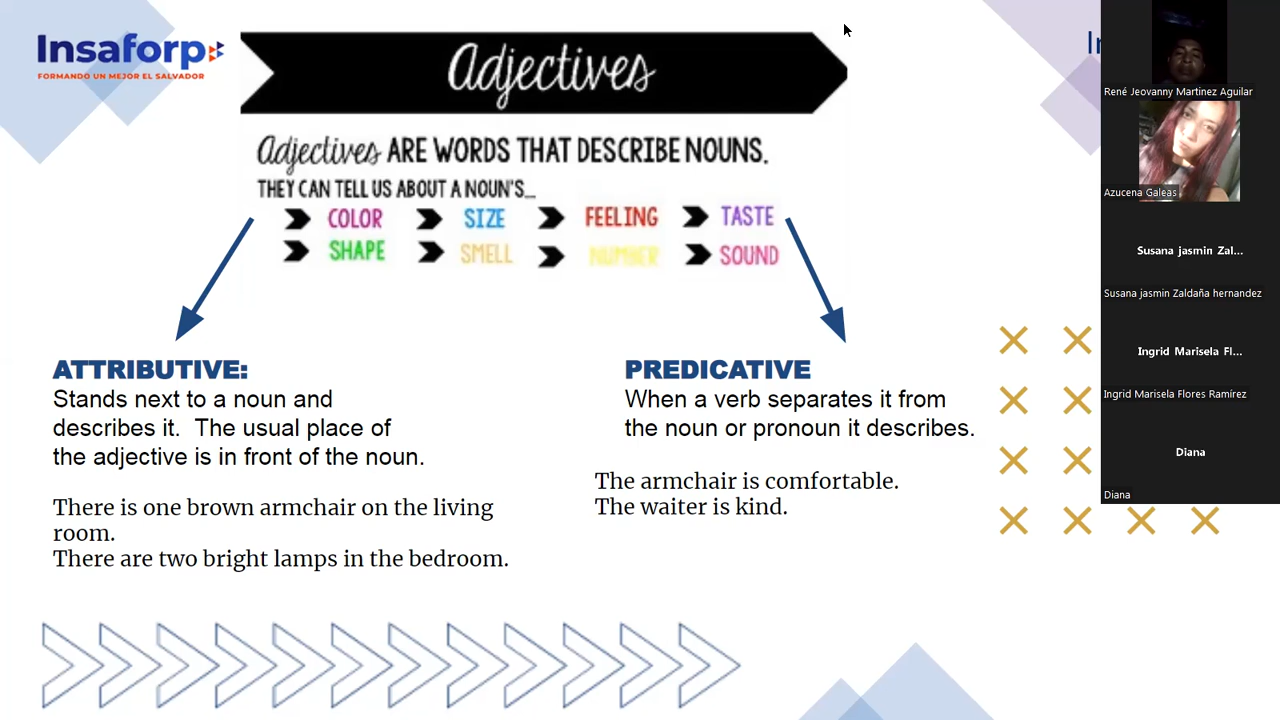 Insaforp
FORMANDO UN MEJOR EL SALVADOR
Adjectives
Adjectives ARE WORDS THAT DESCRIBE NOUNS.
THEY CAN TELL US ABOUT A NOUN'S...
COLOR SIZE FEELING TASTE
SHAPE SMELL NUMBER SOUND
ATTRIBUTIVE:
Stands next to a noun and
describes it. The usual place of
the adjective is in front of the noun.
There is one brown armchair on the living
room.
There are two bright lamps in the bedroom.
PREDICATIVE
When a verb separates it from
the noun or pronoun it describes.
The armchair is comfortable.
The waiter is kind.
René Jeovanny Martinez Aguilar
Azucena Galeas
Susana jasmin Zal...
Susana jasmin Zaldaña hernandez
Ingrid Marisela Fl...
Ingrid Marisela Flores Ramírez
Diana
Diana